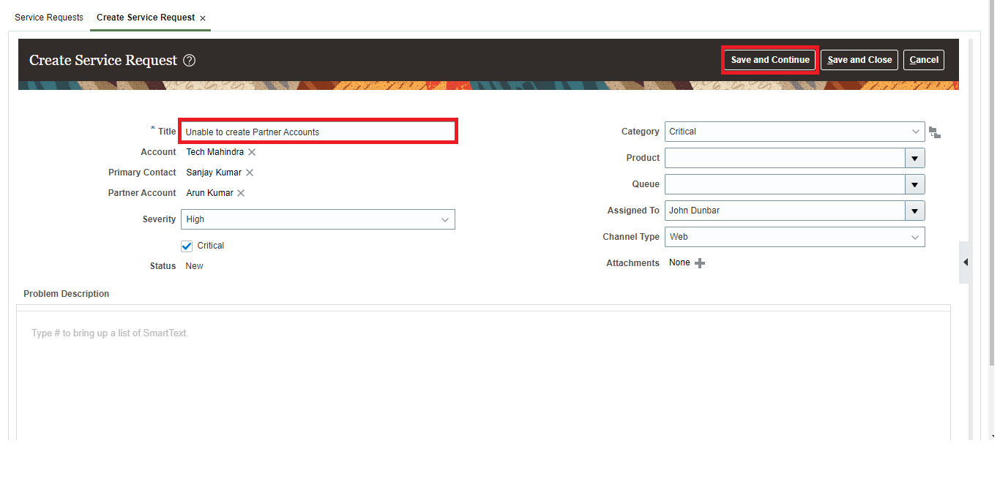 Service Requests Create Service Request ×
Create Service Request ?
Save and Continue Save and Close Cancel
* Title Unable to create Partner Accounts
Account Tech Mahindra
Primary Contact Sanjay Kumar
Partner Account Arun Kumar
Severity High
Critical
Status New
Category Critical
Product
Queue
Assigned To John Dunbar
Channel Type Web
Attachments None
Problem Description
Type # to bring up a list of SmartText.